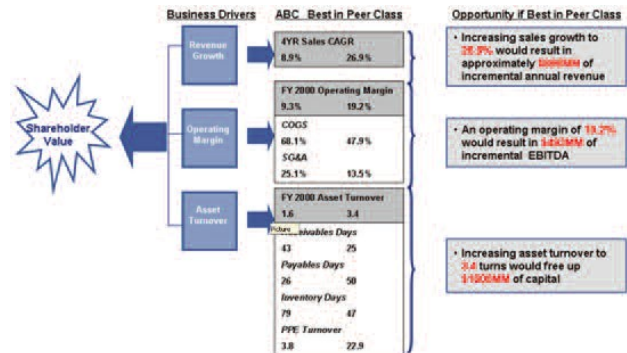 Business Drivers
ABC Best in Peer Class
Opportunity if Best in Peer Class
Revenue
Growth
4YR Sales CAGR
8.9% 26.9%
• Increasing sales growth to
26.9% would result in
approximately of
incremental annual revenue
Shareholder
Value
Operating
Margin
FY 2000 Operating Margin
9.3% 19.2%
COGS
68.1% 47.9%
SG&A
25.1% 13.5%
• An operating margin of 19.2%
would result in of
incremental EBITDA
Asset
Turnover
FY 2000 Asset Turnover
1.6 3.4
Picture
Receivables Days
43 25
Payables Days
26 50
Inventory Days
79 47
PPE Turnover
3.8 22.9
• Increasing asset turnover to
3.4 turns would free up
of capital